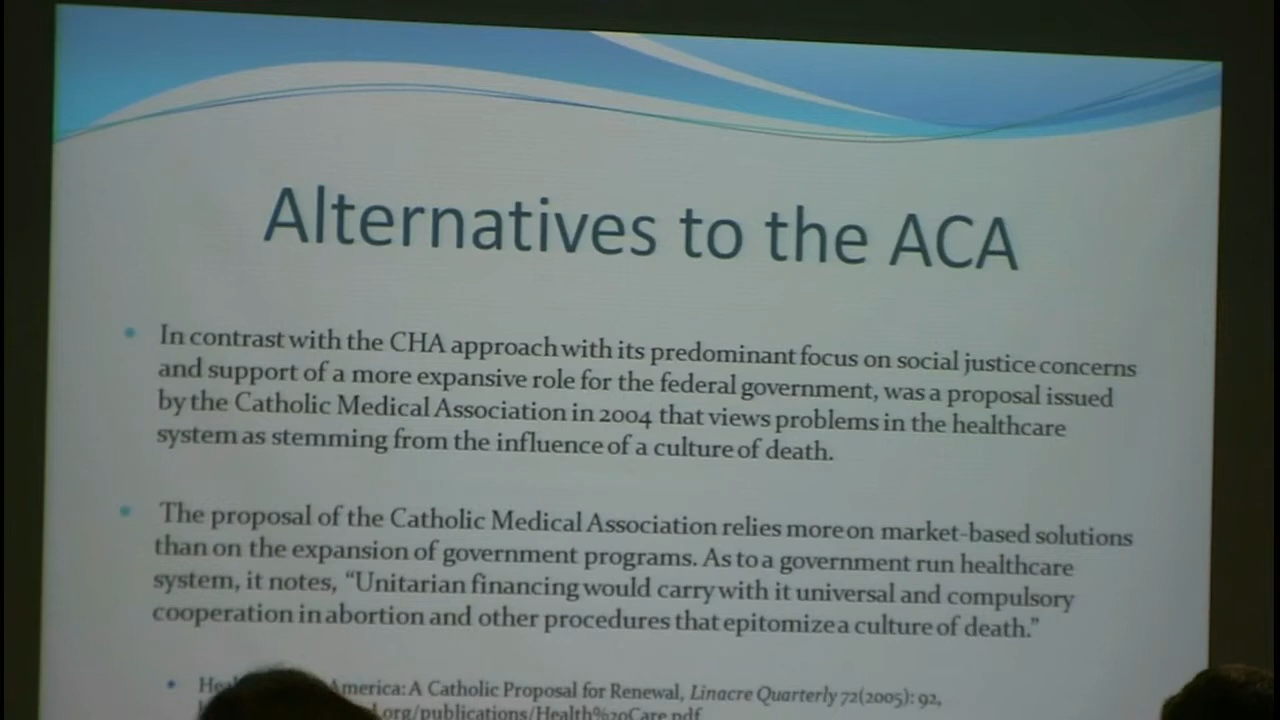 Alternatives to the ACA
In contrast with the CHA approach with its predominant focus on social justice concerns
and support of a more expansive role for the federal government, was a proposal issued
by the Catholic Medical Association in 2004 that views problems in the healthcare
system as stemming from the influence of a culture of death.
The proposal of the Catholic Medical Association relies more on market-based solutions
than on the expansion of government programs. As to a government run healthcare
system, it notes, “Unitarian financing would carry with it universal and compulsory
cooperation in abortion and other procedures that epitomize a culture of death.”
America: A Catholic Proposal for Renewal, Linacre Quarterly 72(2005): 92,
.org/publications/Health%20Care.pdf